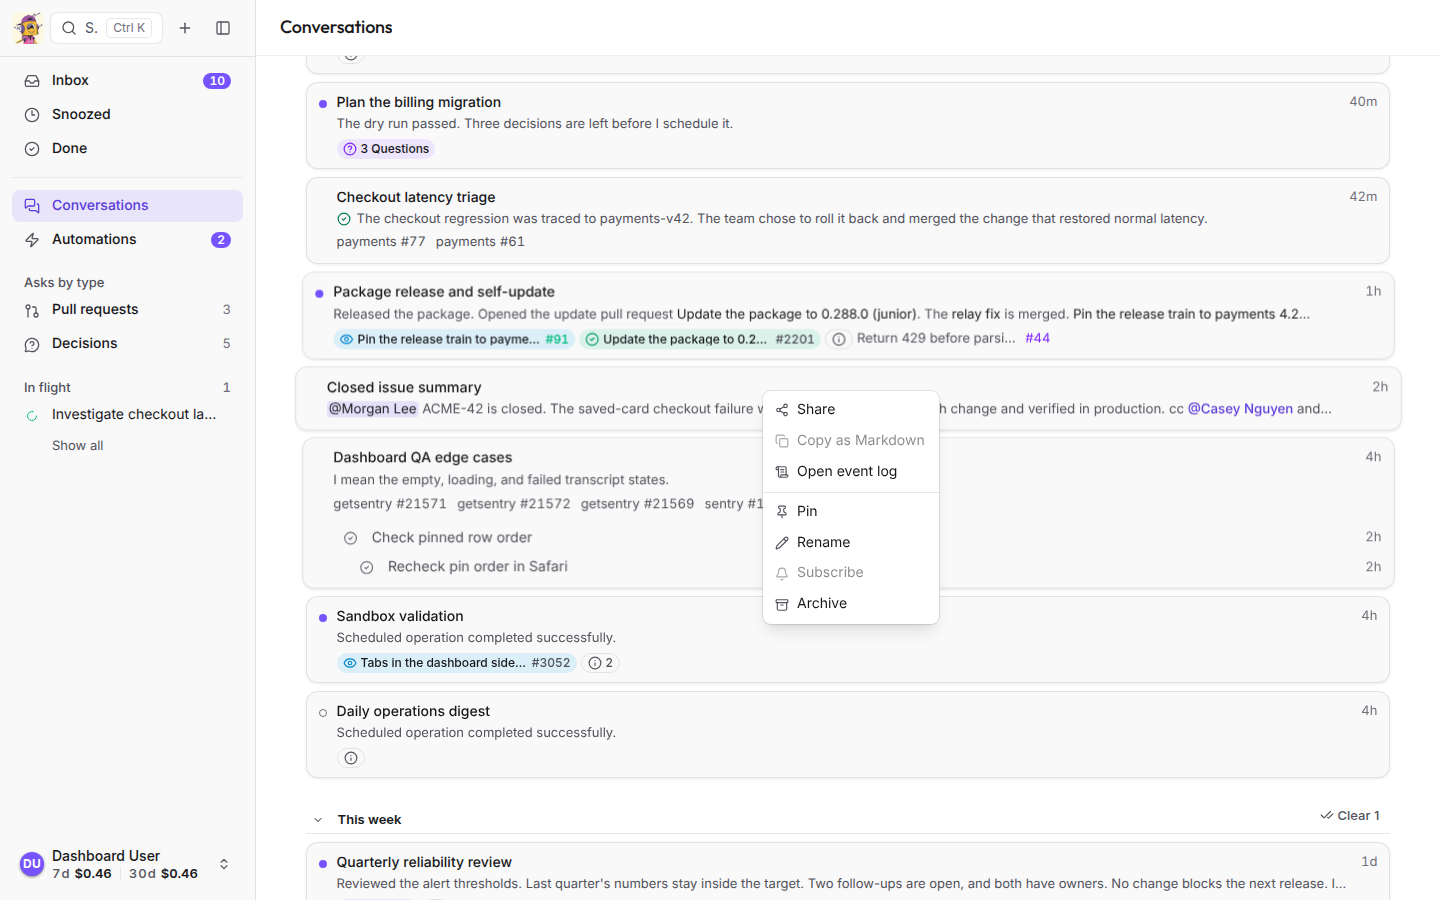 S. Ctrl K
Inbox 10
Snoozed
Done
Conversations
Automations 2
Asks by type
Pull requests 3
Decisions 5
In flight 1
Investigate checkout la...
Show all
DU Dashboard User
7d $0.46 30d $0.46
Conversations
Plan the billing migration 40m
The dry run passed. Three decisions are left before I schedule it.
3 Questions
Checkout latency triage 42m
The checkout regression was traced to payments-v42. The team chose to roll it back and merged the change that restored normal latency.
payments #77 payments #61
Package release and self-update 1h
Released the package. Opened the update pull request Update the package to 0.288.0 (junior). The relay fix is merged. Pin the release train to payments 4.2...
Pin the release train to payme... #91 Update the package to 0.2... #2201 Return 429 before parsi... #44
Closed issue summary 2h
@Morgan Lee ACME-42 is closed. The saved-card checkout failure h change and verified in production. cc @Casey Nguyen and...
Dashboard QA edge cases 4h
I mean the empty, loading, and failed transcript states.
getsentry #21571 getsentry #21572 getsentry #21569 sentry #1
Check pinned row order 2h
Recheck pin order in Safari 2h
Share
Copy as Markdown
Open event log
Pin
Rename
Subscribe
Archive
Sandbox validation 4h
Scheduled operation completed successfully.
Tabs in the dashboard side... #3052 2
Daily operations digest 4h
Scheduled operation completed successfully.
This week Clear 1
Quarterly reliability review 1d
Reviewed the alert thresholds. Last quarter's numbers stay inside the target. Two follow-ups are open, and both have owners. No change blocks the next release. I...